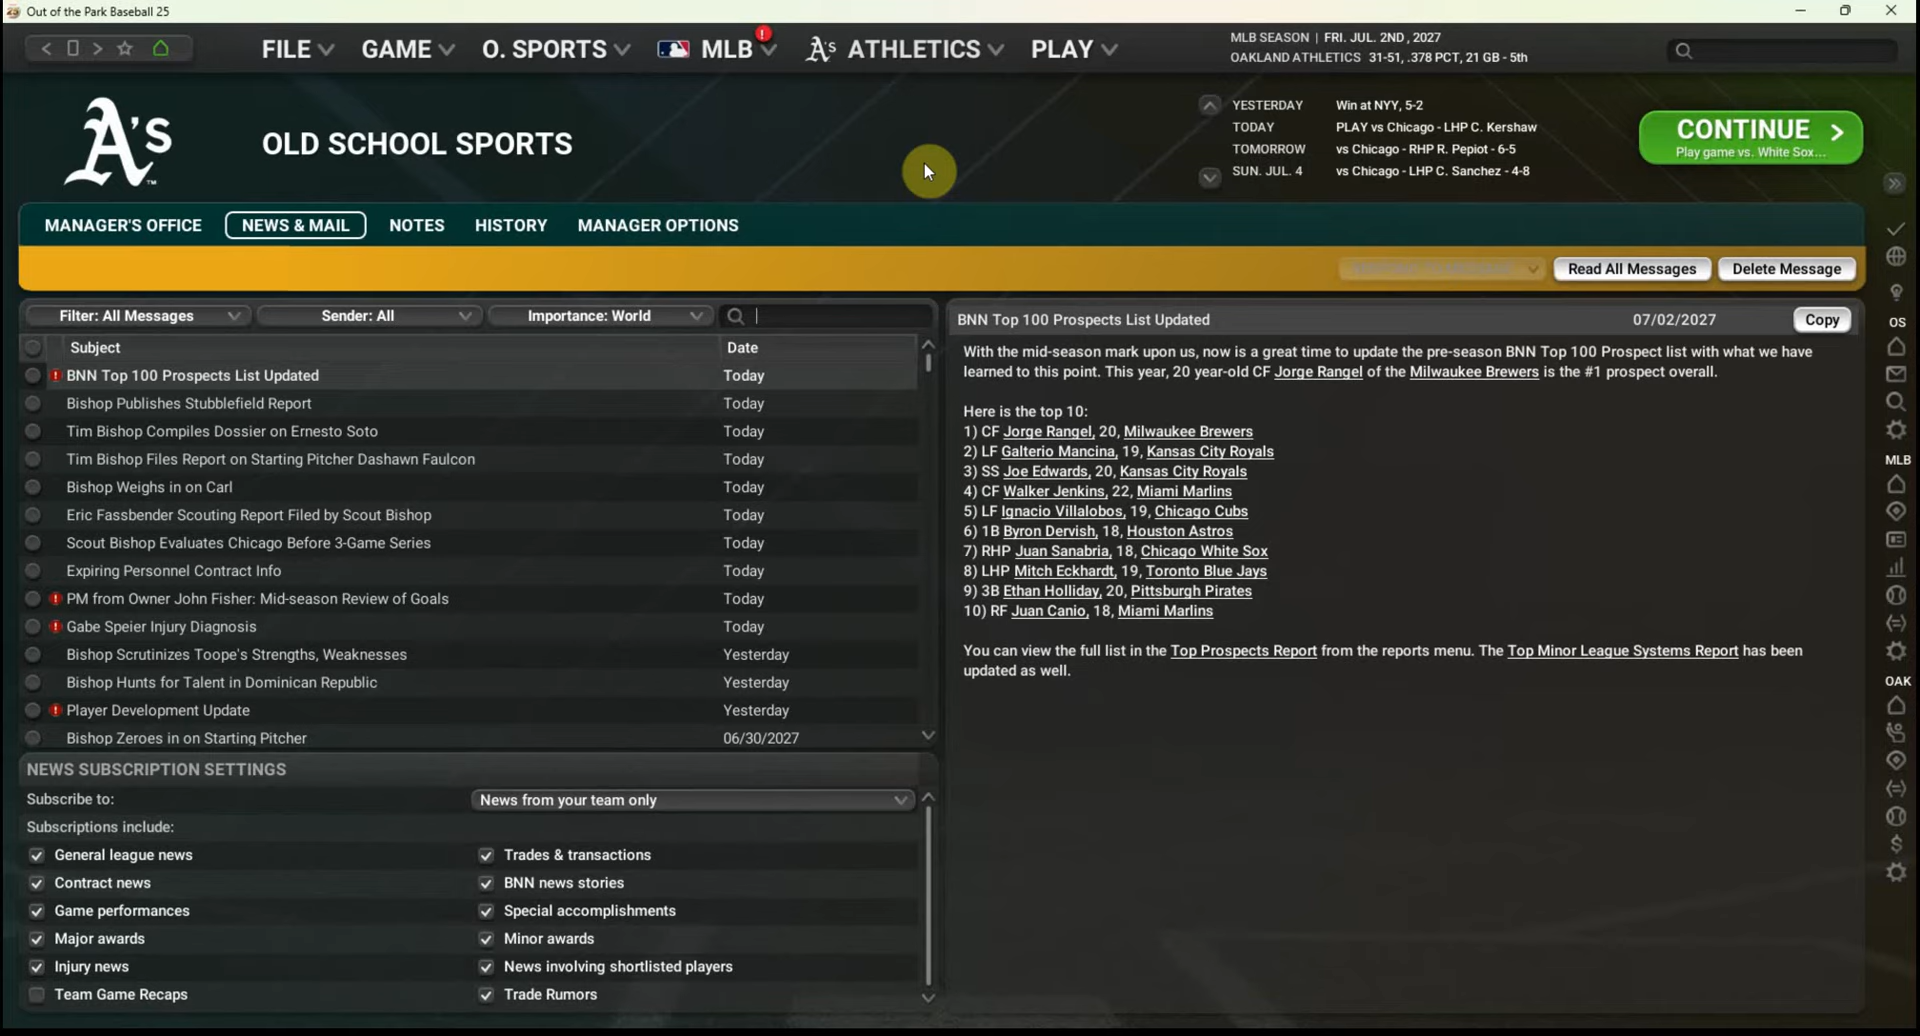 Out of the Park Baseball 25
FILE GAME O. SPORTS MLB ! A's ATHLETICS PLAY
MLB SEASON | FRI. JUL. 2ND , 2027
OAKLAND ATHLETICS 31-51, .378 PCT, 21 GB - 5th
A's
OLD SCHOOL SPORTS
YESTERDAY Win at NYY, 5-2
TODAY PLAY vs Chicago - LHP C. Kershaw
TOMORROW vs Chicago - RHP R. Pepiot - 6-5
SUN. JUL. 4 vs Chicago - LHP C. Sanchez - 4-8
CONTINUE
Play game vs. White Sox...
MANAGER'S OFFICE NEWS & MAIL NOTES HISTORY MANAGER OPTIONS
Read All Messages Delete Message
Filter: All Messages Sender: All Importance: World
Subject Date
! BNN Top 100 Prospects List Updated Today
Bishop Publishes Stubblefield Report Today
Tim Bishop Compiles Dossier on Ernesto Soto Today
Tim Bishop Files Report on Starting Pitcher Dashawn Faulcon Today
Bishop Weighs in on Carl Today
Eric Fassbender Scouting Report Filed by Scout Bishop Today
Scout Bishop Evaluates Chicago Before 3-Game Series Today
Expiring Personnel Contract Info Today
! PM from Owner John Fisher: Mid-season Review of Goals Today
! Gabe Speier Injury Diagnosis Today
Bishop Scrutinizes Toope's Strengths, Weaknesses Yesterday
Bishop Hunts for Talent in Dominican Republic Yesterday
! Player Development Update Yesterday
Bishop Zeroes in on Starting Pitcher 06/30/2027
NEWS SUBSCRIPTION SETTINGS
Subscribe to: News from your team only
Subscriptions include:
General league news Trades & transactions
Contract news BNN news stories
Game performances Special accomplishments
Major awards Minor awards
Injury news News involving shortlisted players
Team Game Recaps Trade Rumors
BNN Top 100 Prospects List Updated 07/02/2027 Copy
With the mid-season mark upon us, now is a great time to update the pre-season BNN Top 100 Prospect list with what we have
learned to this point. This year, 20 year-old CF Jorge Rangel of the Milwaukee Brewers is the #1 prospect overall.
Here is the top 10:
1) CF Jorge Rangel, 20, Milwaukee Brewers
2) LF Galterio Mancina, 19, Kansas City Royals
3) SS Joe Edwards, 20, Kansas City Royals
4) CF Walker Jenkins, 22, Miami Marlins
5) LF Ignacio Villalobos, 19, Chicago Cubs
6) 1B Byron Dervish, 18, Houston Astros
7) RHP Juan Sanabria, 18, Chicago White Sox
8) LHP Mitch Eckhardt, 19, Toronto Blue Jays
9) 3B Ethan Holliday, 20, Pittsburgh Pirates
10) RF Juan Canio, 18, Miami Marlins
You can view the full list in the Top Prospects Report from the reports menu. The Top Minor League Systems Report has been
updated as well.
OS
MLB
OAK